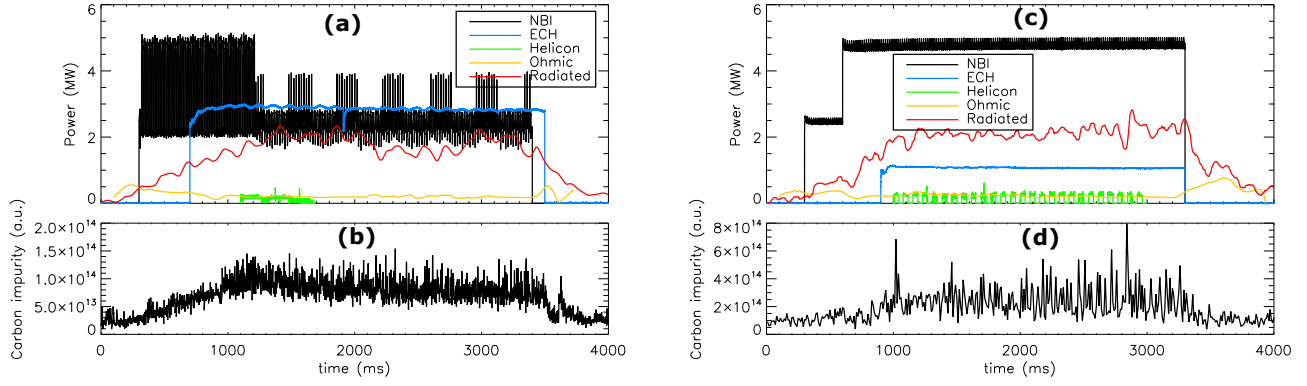 (a)
6
4
2
0
Power (MW)
NBI
ECH
Helicon
Ohmic
Radiated
(b)
2.0×10¹⁴
1.5×10¹⁴
1.0×10¹⁴
5.0×10¹³
0
Carbon impurity (a.u.)
0 1000 2000 3000 4000
time (ms)
(c)
6
4
2
0
Power (MW)
NBI
ECH
Helicon
Ohmic
Radiated
(d)
8×10¹⁴
6×10¹⁴
4×10¹⁴
2×10¹⁴
0
Carbon impurity (a.u.)
0 1000 2000 3000 4000
time (ms)